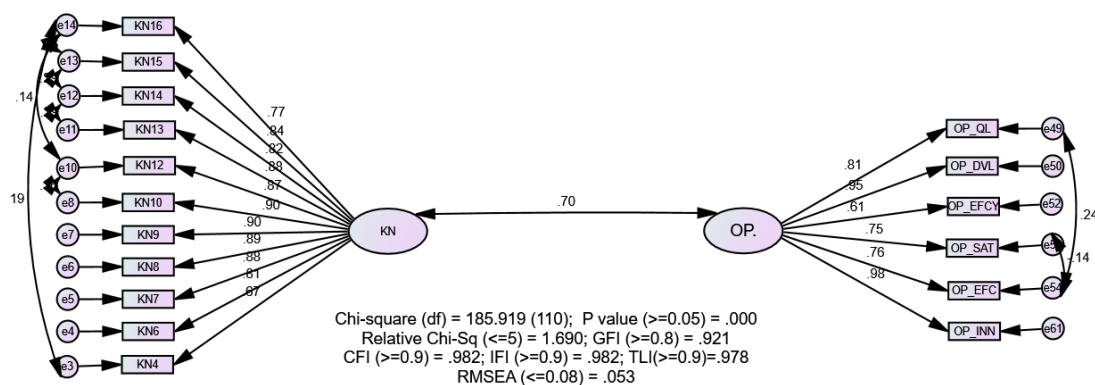 e14 KN16
e13 KN15
e12 KN14
e11 KN13
e10 KN12
e8 KN10
e7 KN9
e6 KN8
e5 KN7
e4 KN6
e3 KN4
.14
19
.77
.84
.82
.88
.87
.90
.90
.89
.88
.81
.67
KN
.70
OP.
.81
.95
.61
.75
.76
.98
OP_QL e49
OP_DVL e50
OP_EFCY e52
OP_SAT
OP_EFC e54
OP_INN e61
.24
-.14
Chi-square (df) = 185.919 (110); P value (>=0.05) = .000
Relative Chi-Sq (<=5) = 1.690; GFI (>=0.8) = .921
CFI (>=0.9) = .982; IFI (>=0.9) = .982; TLI(>=0.9)=.978
RMSEA (<=0.08) = .053